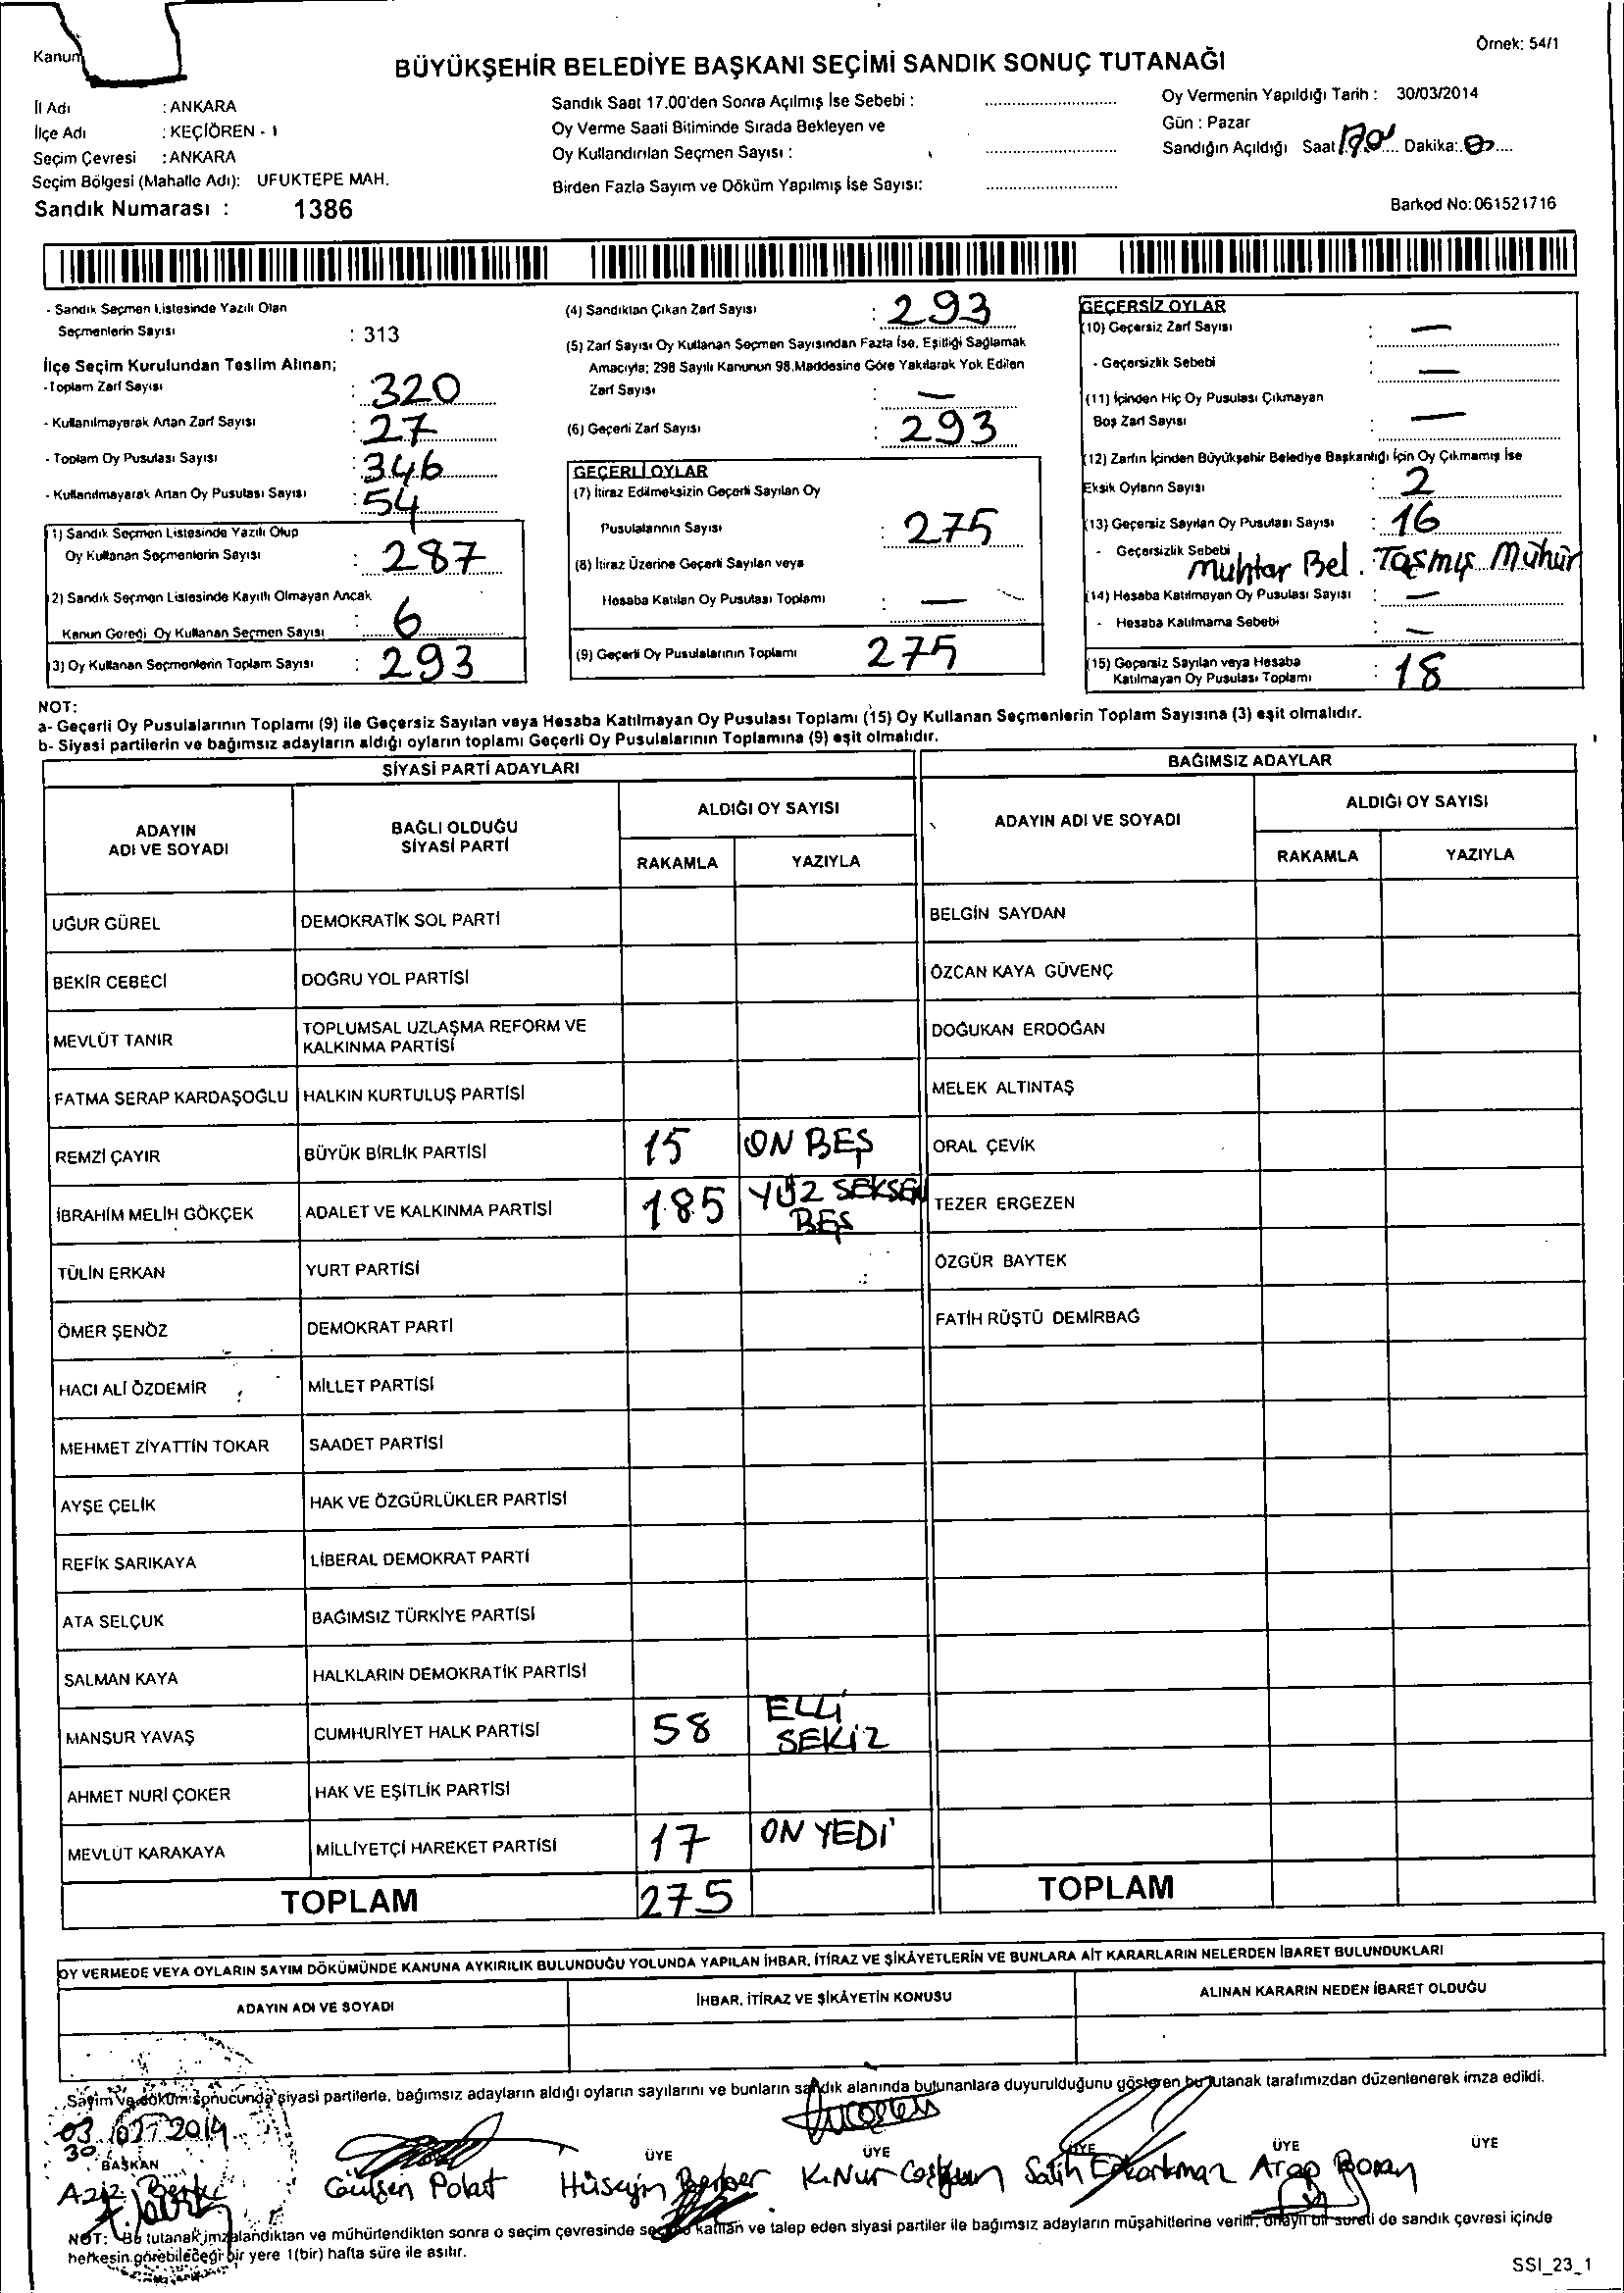 Kanun
Örnek: 54/1
BÜYÜKŞEHİR BELEDİYE BAŞKANI SEÇİMİ SANDIK SONUÇ TUTANAĞI
İl Adı : ANKARA
İlçe Adı : KEÇİÖREN - 1
Seçim Çevresi : ANKARA
Seçim Bölgesi (Mahalle Adı): UFUKTEPE MAH.
Sandık Numarası : 1386
Sandık Saat 17.00'den Sonra Açılmış İse Sebebi :
Oy Verme Saati Bitiminde Sırada Bekleyen ve
Oy Kullandırılan Seçmen Sayısı :
Birden Fazla Sayım ve Döküm Yapılmış İse Sayısı:
Oy Vermenin Yapıldığı Tarih : 30/03/2014
Gün : Pazar
Sandığın Açıldığı Saat Dakika:
Barkod No:061521716
- Sandık Seçmen Listesinde Yazılı Olan
Seçmenlerin Sayısı : 313
İlçe Seçim Kurulundan Teslim Alınan;
-Toplam Zarf Sayısı : 320
- Kullanılmayarak Artan Zarf Sayısı : 27
- Toplam Oy Pusulası Sayısı : 346
- Kullanılmayarak Artan Oy Pusulası Sayısı : 54
1) Sandık Seçmen Listesinde Yazılı Olup
Oy Kullanan Seçmenlerin Sayısı : 287
2) Sandık Seçmen Listesinde Kayıtlı Olmayan Ancak
Kanun Gereği Oy Kullanan Seçmen Sayısı : 6
3) Oy Kullanan Seçmenlerin Toplam Sayısı : 293
(4) Sandıktan Çıkan Zarf Sayısı : 293
(5) Zarf Sayısı Oy Kullanan Seçmen Sayısından Fazla İse, Eşitliği Sağlamak
Amacıyla; 298 Sayılı Kanunun 98.Maddesine Göre Yakılarak Yok Edilen
Zarf Sayısı : —
(6) Geçerli Zarf Sayısı : 293
GEÇERLİ OYLAR
(7) İtiraz Edilmeksizin Geçerli Sayılan Oy
Pusulalarının Sayısı : 275
(8) İtiraz Üzerine Geçerli Sayılan veya
Hesaba Katılan Oy Pusulası Toplamı : —
(9) Geçerli Oy Pusulalarının Toplamı 275
GEÇERSİZ OYLAR
(10) Geçersiz Zarf Sayısı : —
- Geçersizlik Sebebi : —
(11) İçinden Hiç Oy Pusulası Çıkmayan
Boş Zarf Sayısı : —
(12) Zarfın İçinden Büyükşehir Belediye Başkanlığı İçin Oy Çıkmamış İse
Eksik Oyların Sayısı : 2
(13) Geçersiz Sayılan Oy Pusulası Sayısı : 16
- Geçersizlik Sebebi Muhtar Bel. Taşmış Mühür
(14) Hesaba Katılmayan Oy Pusulası Sayısı : —
- Hesaba Katılmama Sebebi : —
(15) Geçersiz Sayılan veya Hesaba
Katılmayan Oy Pusulası Toplamı : 18
NOT:
a- Geçerli Oy Pusulalarının Toplamı (9) ile Geçersiz Sayılan veya Hesaba Katılmayan Oy Pusulası Toplamı (15) Oy Kullanan Seçmenlerin Toplam Sayısına (3) eşit olmalıdır.
b- Siyasi partilerin ve bağımsız adayların aldığı oyların toplamı Geçerli Oy Pusulalarının Toplamına (9) eşit olmalıdır.
SİYASİ PARTİ ADAYLARI BAĞIMSIZ ADAYLAR
ADAYIN
ADI VE SOYADI
BAĞLI OLDUĞU
SİYASİ PARTİ
ALDIĞI OY SAYISI
RAKAMLA YAZIYLA
ADAYIN ADI VE SOYADI
ALDIĞI OY SAYISI
RAKAMLA YAZIYLA
UĞUR GÜREL DEMOKRATİK SOL PARTİ BELGİN SAYDAN
BEKİR CEBECİ DOĞRU YOL PARTİSİ ÖZCAN KAYA GÜVENÇ
MEVLÜT TANIR TOPLUMSAL UZLAŞMA REFORM VE
KALKINMA PARTİSİ DOĞUKAN ERDOĞAN
FATMA SERAP KARDAŞOĞLU HALKIN KURTULUŞ PARTİSİ MELEK ALTINTAŞ
REMZİ ÇAYIR BÜYÜK BİRLİK PARTİSİ 15 ON BEŞ ORAL ÇEVİK
İBRAHİM MELİH GÖKÇEK ADALET VE KALKINMA PARTİSİ 185 YÜZ SEKSEN
BEŞ TEZER ERGEZEN
TÜLİN ERKAN YURT PARTİSİ ÖZGÜR BAYTEK
ÖMER ŞENÖZ DEMOKRAT PARTİ FATİH RÜŞTÜ DEMİRBAĞ
HACI ALİ ÖZDEMİR MİLLET PARTİSİ
MEHMET ZİYATTİN TOKAR SAADET PARTİSİ
AYŞE ÇELİK HAK VE ÖZGÜRLÜKLER PARTİSİ
REFİK SARIKAYA LİBERAL DEMOKRAT PARTİ
ATA SELÇUK BAĞIMSIZ TÜRKİYE PARTİSİ
SALMAN KAYA HALKLARIN DEMOKRATİK PARTİSİ
MANSUR YAVAŞ CUMHURİYET HALK PARTİSİ 58 ELLİ
SEKİZ
AHMET NURİ ÇOKER HAK VE EŞİTLİK PARTİSİ
MEVLÜT KARAKAYA MİLLİYETÇİ HAREKET PARTİSİ 17 ON YEDİ
TOPLAM 275 TOPLAM
OY VERMEDE VEYA OYLARIN SAYIM DÖKÜMÜNDE KANUNA AYKIRILIK BULUNDUĞU YOLUNDA YAPILAN İHBAR, İTİRAZ VE ŞİKÂYETLERİN VE BUNLARA AİT KARARLARIN NELERDEN İBARET BULUNDUKLARI
ADAYIN ADI VE SOYADI İHBAR, İTİRAZ VE ŞİKÂYETİN KONUSU ALINAN KARARIN NEDEN İBARET OLDUĞU
Sayım ve döküm sonucunda siyasi partilerle, bağımsız adayların aldığı oyların sayılarını ve bunların sandık alanında bulunanlara duyurulduğunu gösteren bu tutanak tarafımızdan düzenlenerek imza edildi.
2014
30
BAŞKAN ÜYE ÜYE ÜYE ÜYE ÜYE
Aziz Gülşen Polat Hüseyin Berber K.Nur Coşkun Salih Korkmaz Arap Boran
NOT: Bu tutanak imzalandıktan ve mühürlendikten sonra o seçim çevresinde seçime katılan ve talep eden siyasi partiler ile bağımsız adayların müşahitlerine verilir, onaylı bir sureti de sandık çevresi içinde
herkesin görebileceği bir yere 1(bir) hafta süre ile asılır.
SSI_23_1